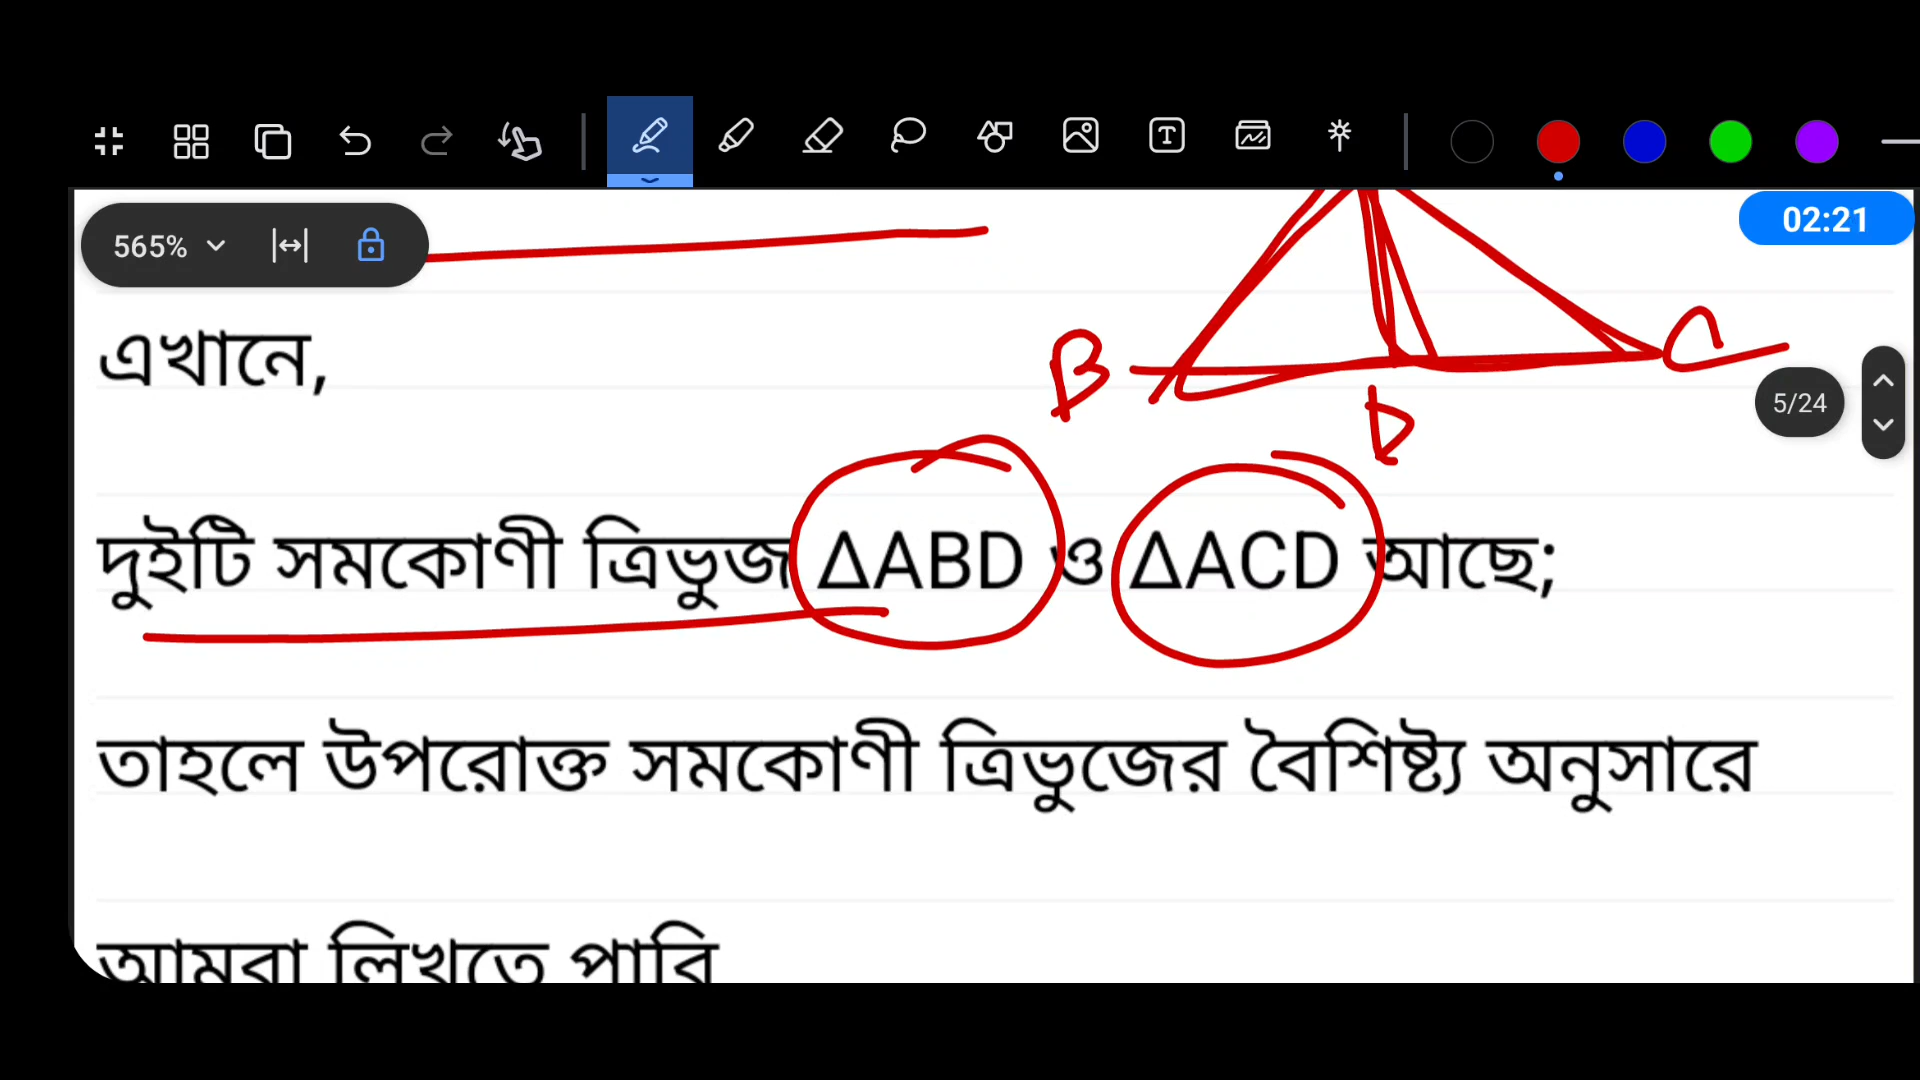 565%
02:21
এখানে,
B
C
D
5/24
দুইটি সমকোণী ত্রিভুজ ΔABD ও ΔACD আছে;
তাহলে উপরোক্ত সমকোণী ত্রিভুজের বৈশিষ্ট্য অনুসারে
আমরা লিখতে পারি